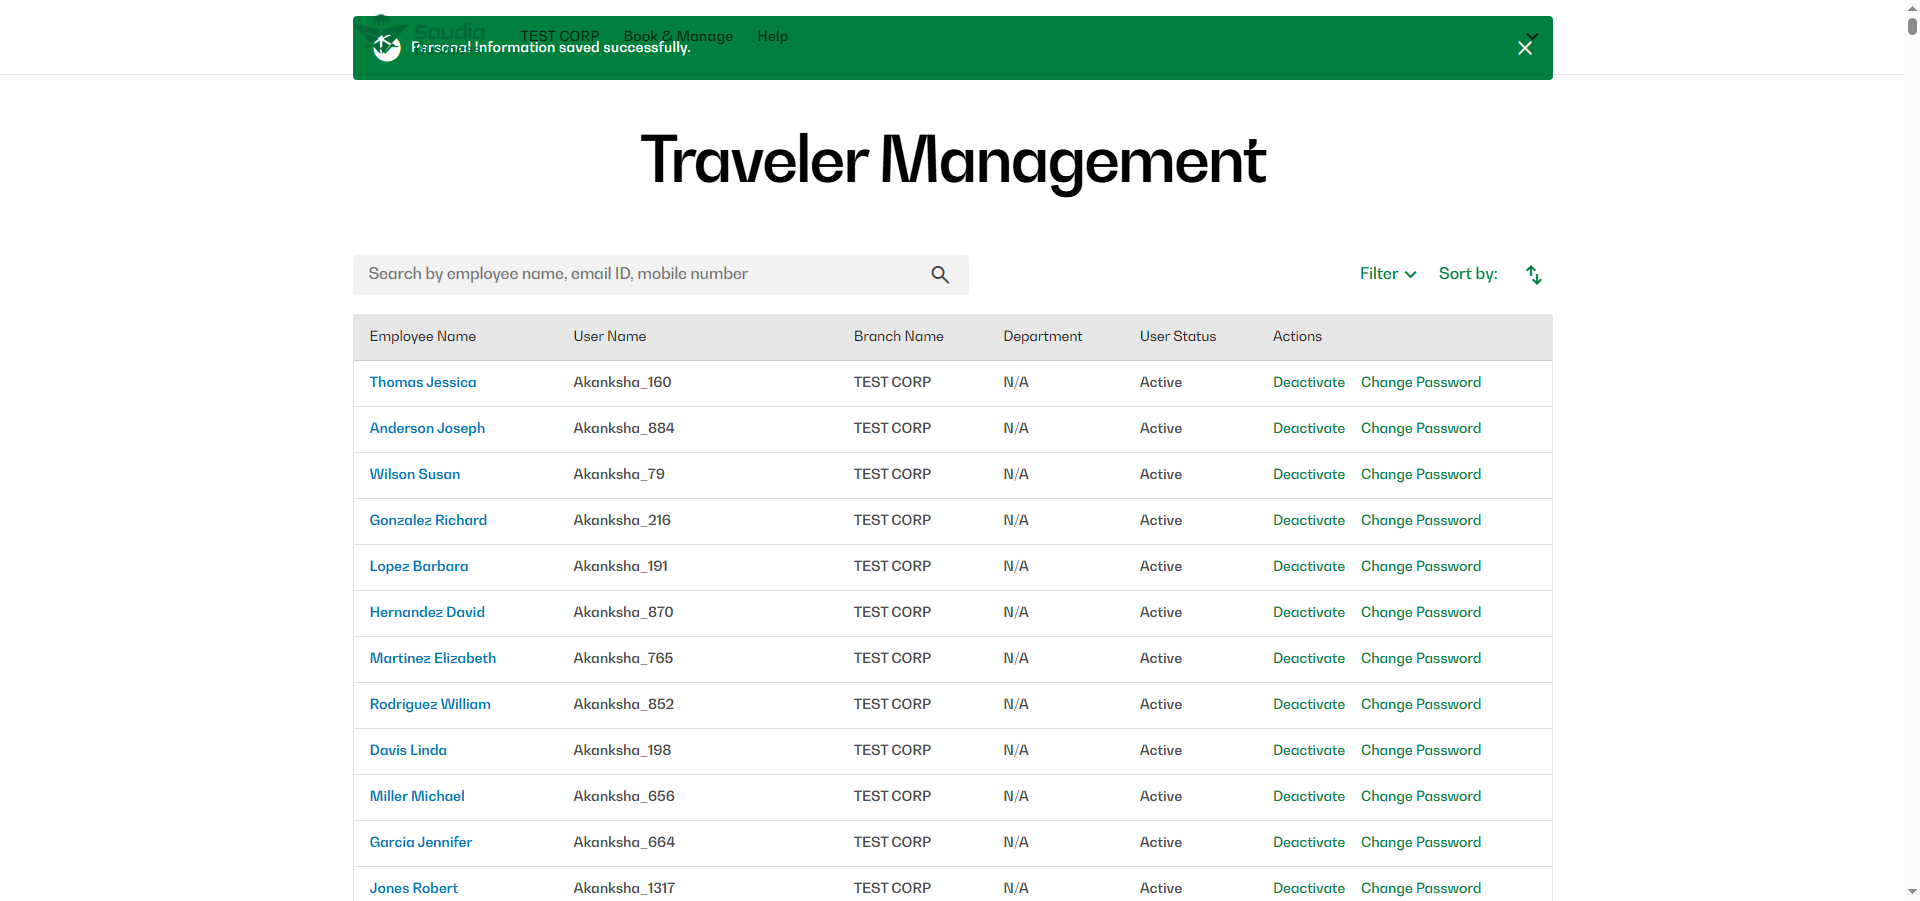 Saudia
TEST CORP Book & Manage Help
Personal Information saved successfully.
Traveler Management
Search by employee name, email ID, mobile number
Filter Sort by:
Employee Name User Name Branch Name Department User Status Actions
Thomas Jessica Akanksha_160 TEST CORP N/A Active Deactivate Change Password
Anderson Joseph Akanksha_884 TEST CORP N/A Active Deactivate Change Password
Wilson Susan Akanksha_79 TEST CORP N/A Active Deactivate Change Password
Gonzalez Richard Akanksha_216 TEST CORP N/A Active Deactivate Change Password
Lopez Barbara Akanksha_191 TEST CORP N/A Active Deactivate Change Password
Hernandez David Akanksha_870 TEST CORP N/A Active Deactivate Change Password
Martinez Elizabeth Akanksha_765 TEST CORP N/A Active Deactivate Change Password
Rodriguez William Akanksha_852 TEST CORP N/A Active Deactivate Change Password
Davis Linda Akanksha_198 TEST CORP N/A Active Deactivate Change Password
Miller Michael Akanksha_656 TEST CORP N/A Active Deactivate Change Password
Garcia Jennifer Akanksha_664 TEST CORP N/A Active Deactivate Change Password
Jones Robert Akanksha_1317 TEST CORP N/A Active Deactivate Change Password